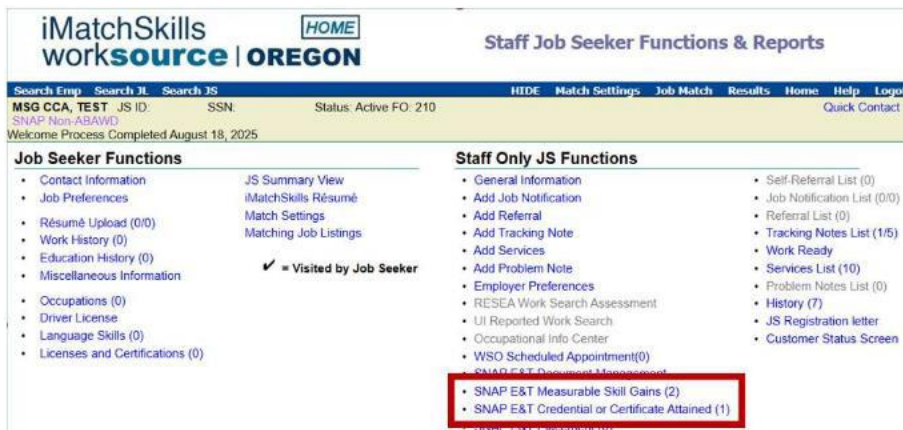 iMatchSkills
HOME
worksource | OREGON
Staff Job Seeker Functions & Reports
Search Emp Search JL Search JS
HIDE Match Settings Job Match Results Home Help Logo
MSG CCA, TEST JS ID: SSN: Status: Active FO: 210
Quick Contact
SNAP Non-ABAWD
Welcome Process Completed August 18, 2025
Job Seeker Functions
• Contact Information
• Job Preferences
• Résumé Upload (0/0)
• Work History (0)
• Education History (0)
• Miscellaneous Information
• Occupations (0)
• Driver License
• Language Skills (0)
• Licenses and Certifications (0)
JS Summary View
iMatchSkills Résumé
Match Settings
Matching Job Listings
✔ = Visited by Job Seeker
Staff Only JS Functions
• General Information
• Add Job Notification
• Add Referral
• Add Tracking Note
• Add Services
• Add Problem Note
• Employer Preferences
• RESEA Work Search Assessment
• UI Reported Work Search
• Occupational Info Center
• WSO Scheduled Appointment(0)
• SNAP E&T Document Management
• SNAP E&T Measurable Skill Gains (2)
• SNAP E&T Credential or Certificate Attained (1)
• Self-Referral List (0)
• Job Notification List (0/0)
• Referral List (0)
• Tracking Notes List (1/5)
• Work Ready
• Services List (10)
• Problem Notes List (0)
• History (7)
• JS Registration letter
• Customer Status Screen